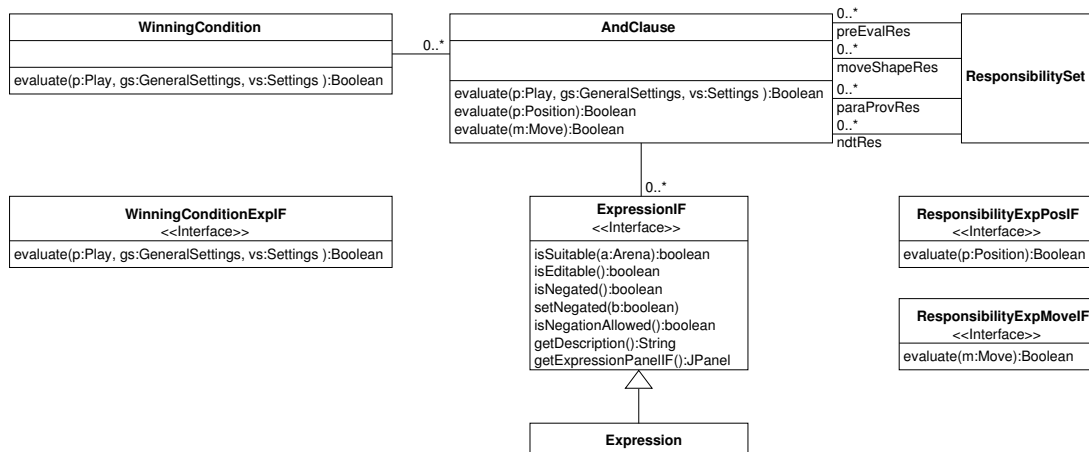 WinningCondition
evaluate(p:Play, gs:GeneralSettings, vs:Settings ):Boolean
0..*
AndClause
evaluate(p:Play, gs:GeneralSettings, vs:Settings ):Boolean
evaluate(p:Position):Boolean
evaluate(m:Move):Boolean
0..*
preEvalRes
0..*
moveShapeRes
0..*
paraProvRes
0..*
ndtRes
ResponsibilitySet
0..*
WinningConditionExpIF
<<Interface>>
evaluate(p:Play, gs:GeneralSettings, vs:Settings ):Boolean
ExpressionIF
<<Interface>>
isSuitable(a:Arena):boolean
isEditable():boolean
isNegated():boolean
setNegated(b:boolean)
isNegationAllowed():boolean
getDescription():String
getExpressionPanelIF():JPanel
ResponsibilityExpPosIF
<<Interface>>
evaluate(p:Position):Boolean
ResponsibilityExpMoveIF
<<Interface>>
evaluate(m:Move):Boolean
Expression